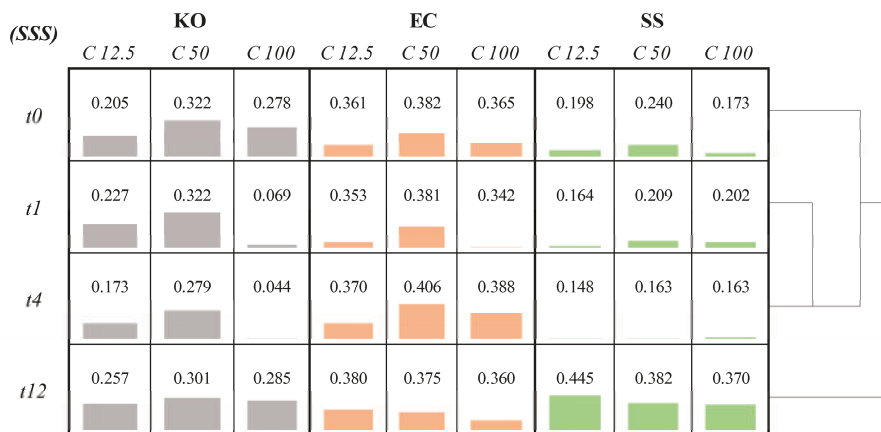 (SSS) KO EC SS
C 12.5 C 50 C 100 C 12.5 C 50 C 100 C 12.5 C 50 C 100
t0 0.205 0.322 0.278 0.361 0.382 0.365 0.198 0.240 0.173
t1 0.227 0.322 0.069 0.353 0.381 0.342 0.164 0.209 0.202
t4 0.173 0.279 0.044 0.370 0.406 0.388 0.148 0.163 0.163
t12 0.257 0.301 0.285 0.380 0.375 0.360 0.445 0.382 0.370